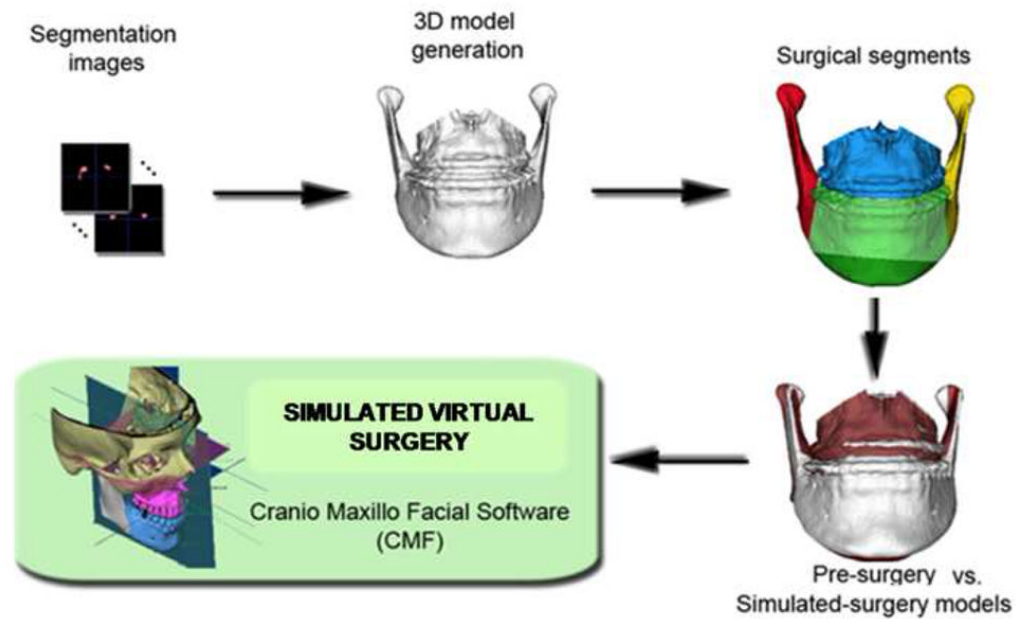 Segmentation
images
3D model
generation
Surgical segments
SIMULATED VIRTUAL
SURGERY
Cranio Maxillo Facial Software
(CMF)
Pre-surgery vs.
Simulated-surgery models